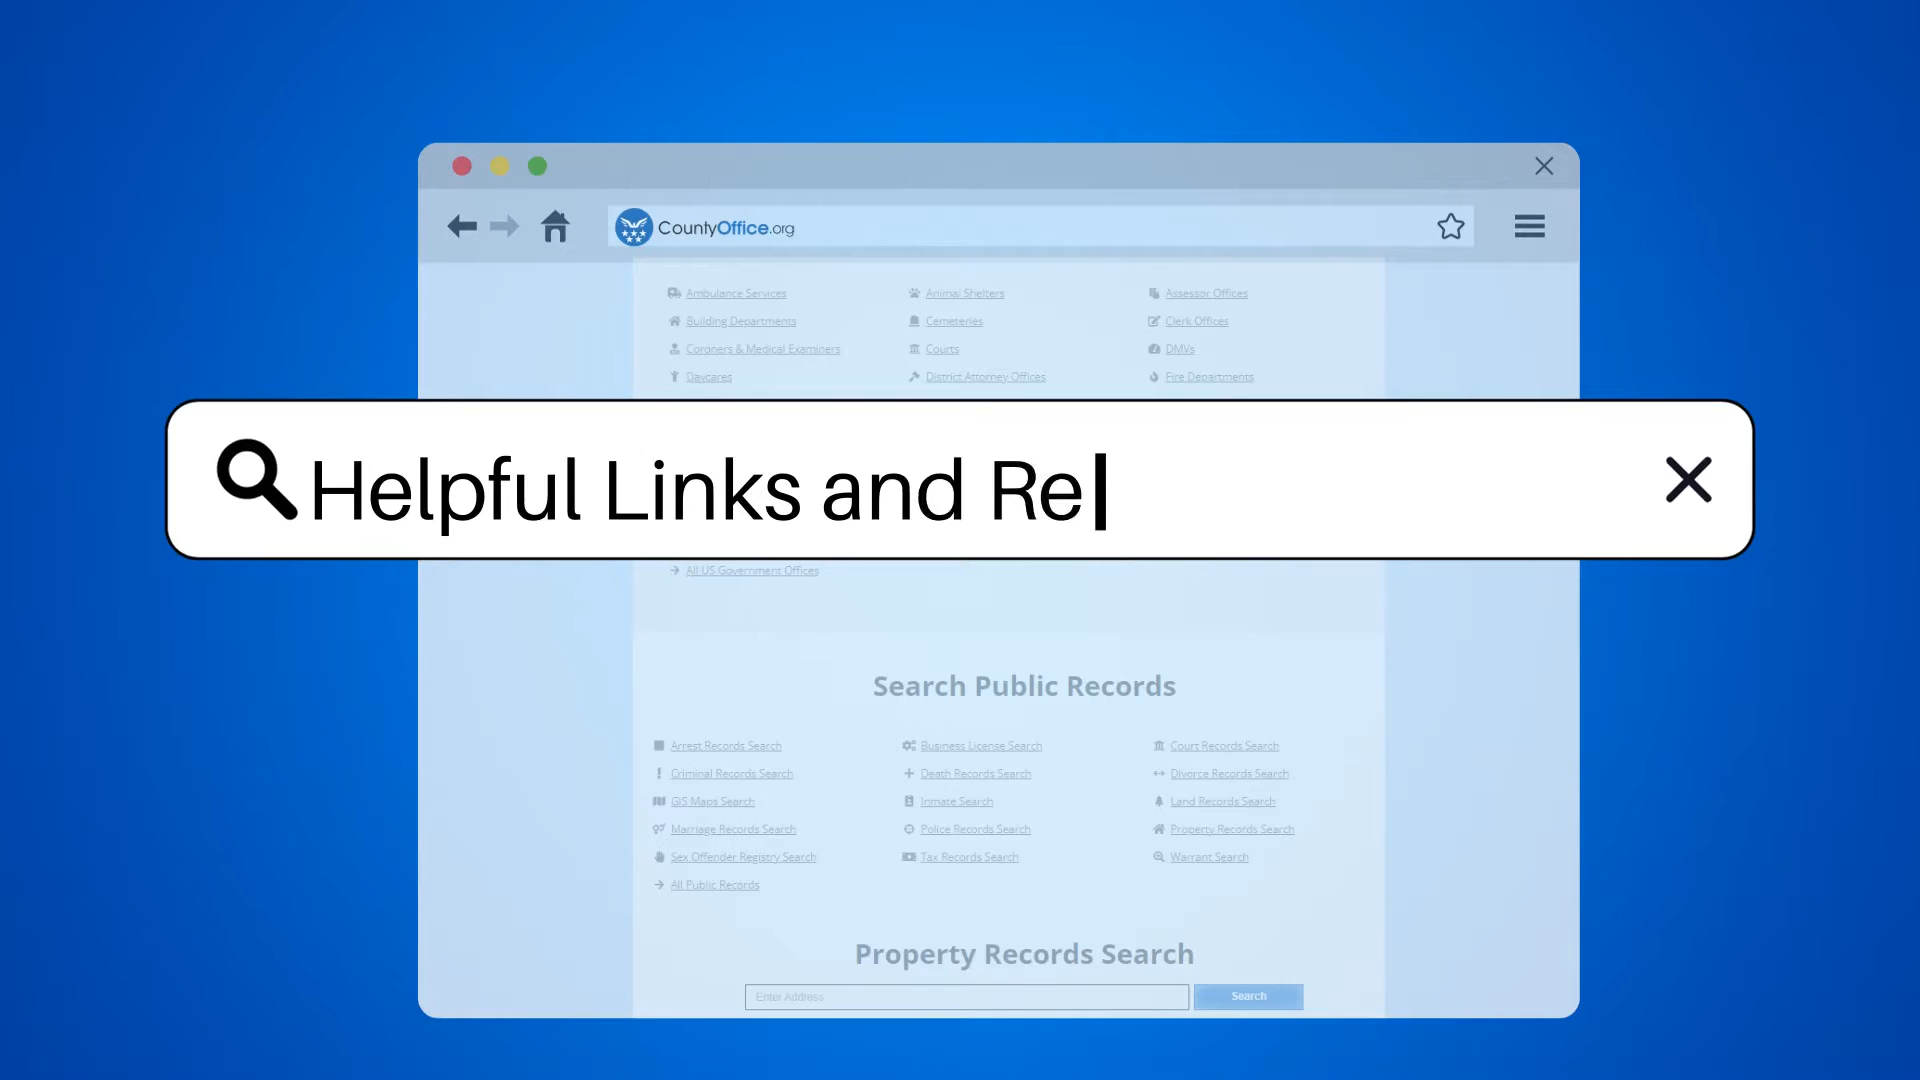 CountyOffice.org
Ambulance Services Animal Shelters Assessor Offices
Building Departments Cemeteries Clerk Offices
Coroners & Medical Examiners Courts DMVs
Daycares District Attorney Offices Fire Departments
Helpful Links and Re
All US Government Offices
Search Public Records
Arrest Records Search Business License Search Court Records Search
Criminal Records Search Death Records Search Divorce Records Search
GIS Maps Search Inmate Search Land Records Search
Marriage Records Search Police Records Search Property Records Search
Sex Offender Registry Search Tax Records Search Warrant Search
All Public Records
Property Records Search
Enter Address Search